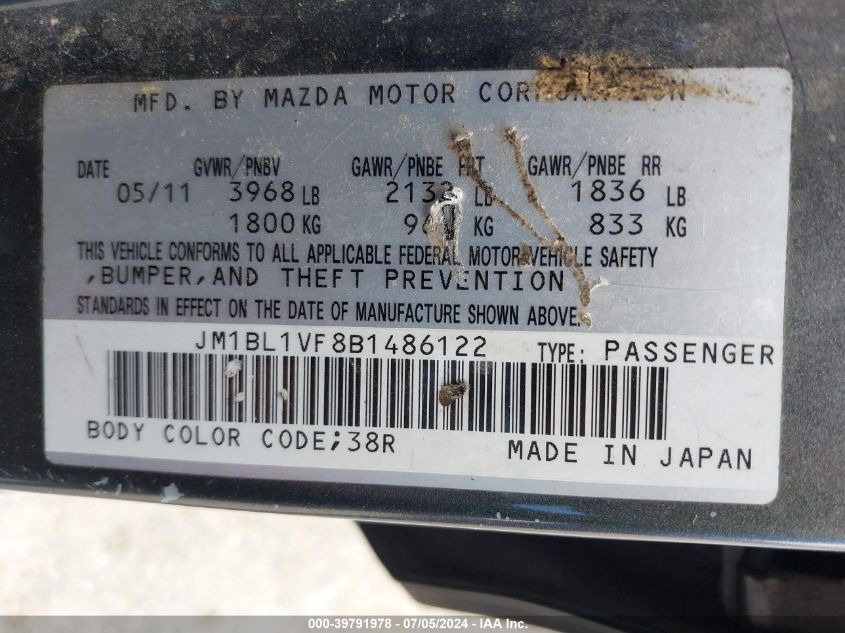 MFD. BY MAZDA MOTOR CORPORATION
DATE GVWR/PNBV GAWR/PNBE FRT GAWR/PNBE RR
05/11 3968 LB LB 1836 LB
1800 KG KG 833 KG
THIS VEHICLE CONFORMS TO ALL APPLICABLE FEDERAL MOTOR VEHICLE SAFETY
,BUMPER,AND THEFT PREVENTION
STANDARDS IN EFFECT ON THE DATE OF MANUFACTURE SHOWN ABOVE.
JM1BL1VF8B1486122 TYPE: PASSENGER
BODY COLOR CODE;38R MADE IN JAPAN
000-39791978 - 07/05/2024 - IAA Inc.